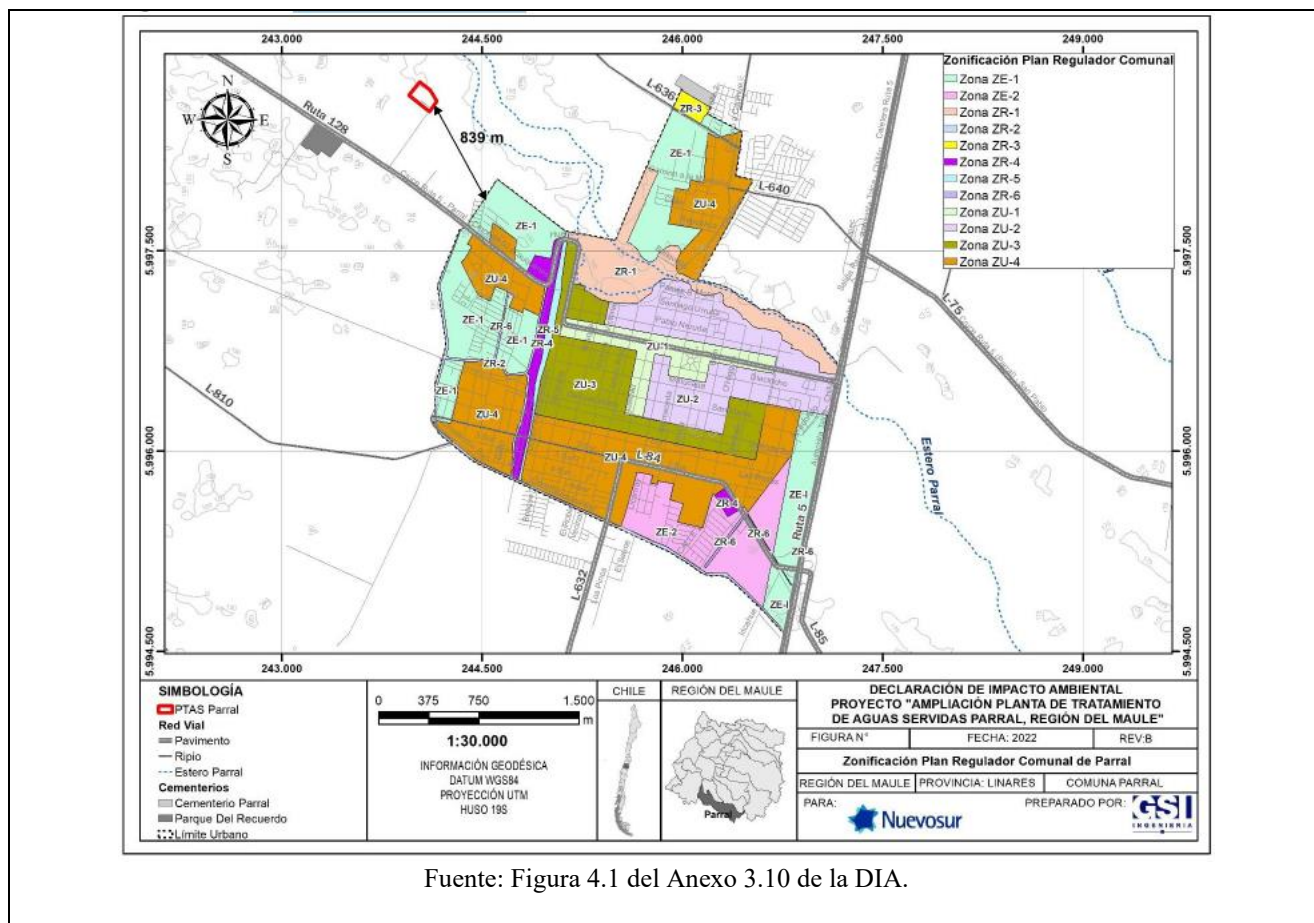 243.000 244.500 246.000 247.500 249.000
Zonificación Plan Regulador Comunal
Zona ZE-1
Zona ZE-2
Zona ZR-1
Zona ZR-2
Zona ZR-3
Zona ZR-4
Zona ZR-5
Zona ZR-6
Zona ZU-1
Zona ZU-2
Zona ZU-3
Zona ZU-4
N
W E
S
Ruta 128
839 m
L-636
ZR-3
ZE-1
L-640
ZU-4
5.997.500 5.997.500
ZE-1
ZR-1
ZU-4
L-75
ZE-1
ZR-6
ZE-1
ZR-5
ZR-4
ZU-1
Pablo Neruda
ZR-2
ZU-3
ZU-2
ZE-1
L-810
ZU-4
5.996.000 5.996.000
ZU-4
L-84
Estero Parral
ZE-I
ZR-4
Ruta 5
ZE-2
ZR-6
ZR-6
ZR-6
L-632
ZE-I
L-85
5.994.500 5.994.500
243.000 244.500 246.000 247.500 249.000
SIMBOLOGÍA
PTAS Parral
Red Vial
Pavimento
Ripio
Estero Parral
Cementerios
Cementerio Parral
Parque Del Recuerdo
Límite Urbano
0 375 750 1.500
m
1:30.000
INFORMACIÓN GEODÉSICA
DATUM WGS84
PROYECCIÓN UTM
HUSO 19S
CHILE
REGIÓN DEL MAULE
Parral
DECLARACIÓN DE IMPACTO AMBIENTAL
PROYECTO "AMPLIACIÓN PLANTA DE TRATAMIENTO
DE AGUAS SERVIDAS PARRAL, REGIÓN DEL MAULE"
FIGURA N° FECHA: 2022 REV:B
Zonificación Plan Regulador Comunal de Parral
REGIÓN DEL MAULE PROVINCIA: LINARES COMUNA PARRAL
PARA: PREPARADO POR:
Nuevosur
GSI
INGENIERIA
Fuente: Figura 4.1 del Anexo 3.10 de la DIA.